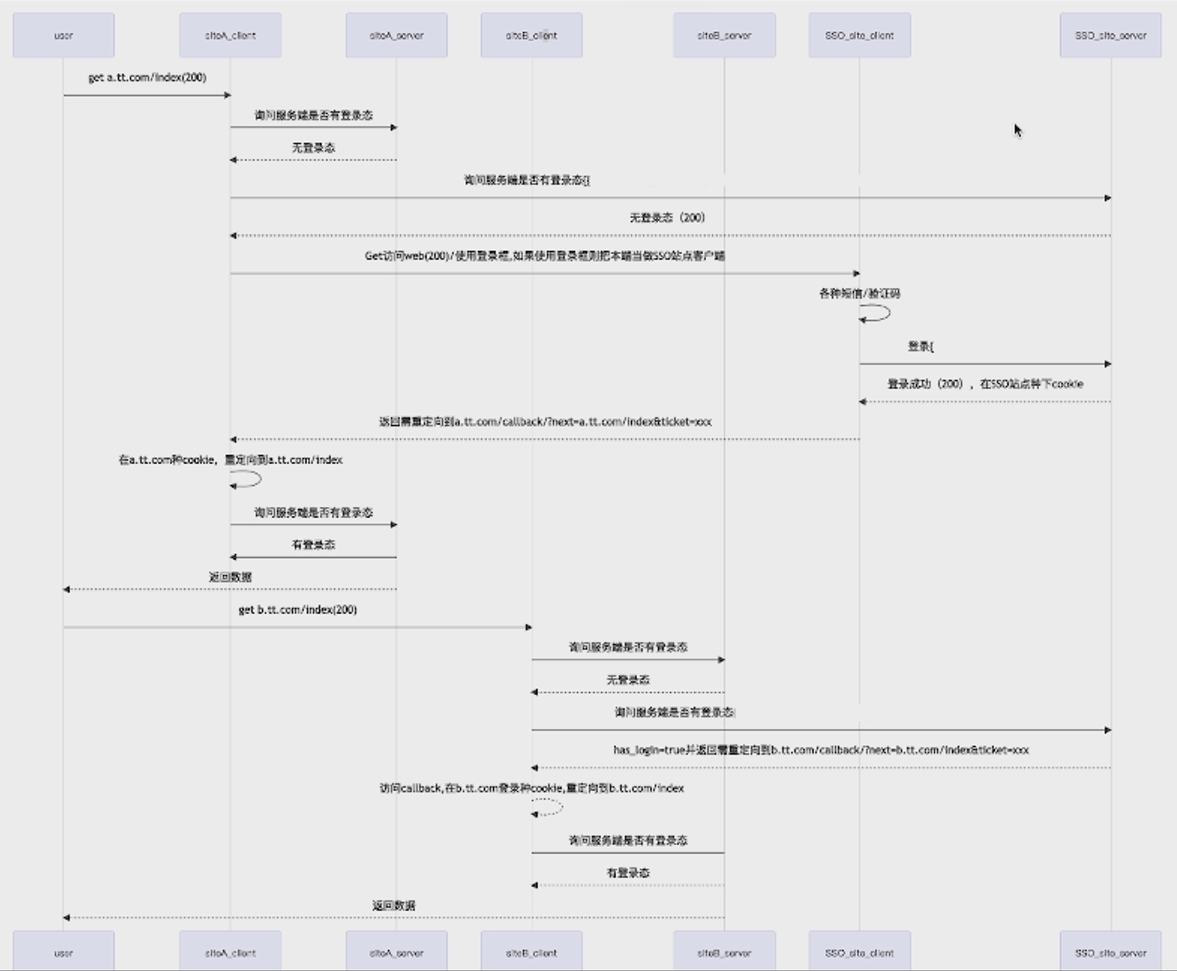 user siteA_client siteA_server siteB_client siteB_server SSO_site_client SSO_site_server
get a.tt.com/index(200)
询问服务端是否有登录态
无登录态
询问服务端是否有登录态{{
无登录态（200）
Get访问web(200)/使用登录框,如果使用登录框则把本端当做SSO站点客户端
各种短信/验证码
登录{
登录成功（200），在SSO站点种下cookie
返回需重定向到a.tt.com/callback/?next=a.tt.com/index&ticket=xxx
在a.tt.com种cookie，重定向到a.tt.com/index
询问服务端是否有登录态
有登录态
返回数据
get b.tt.com/index(200)
询问服务端是否有登录态
无登录态
询问服务端是否有登录态
has_login=true并返回需重定向到b.tt.com/callback/?next=b.tt.com/index&ticket=xxx
访问callback,在b.tt.com登录种cookie,重定向到b.tt.com/index
询问服务端是否有登录态
有登录态
返回数据
user siteA_client siteA_server siteB_client siteB_server SSO_site_client SSO_site_server